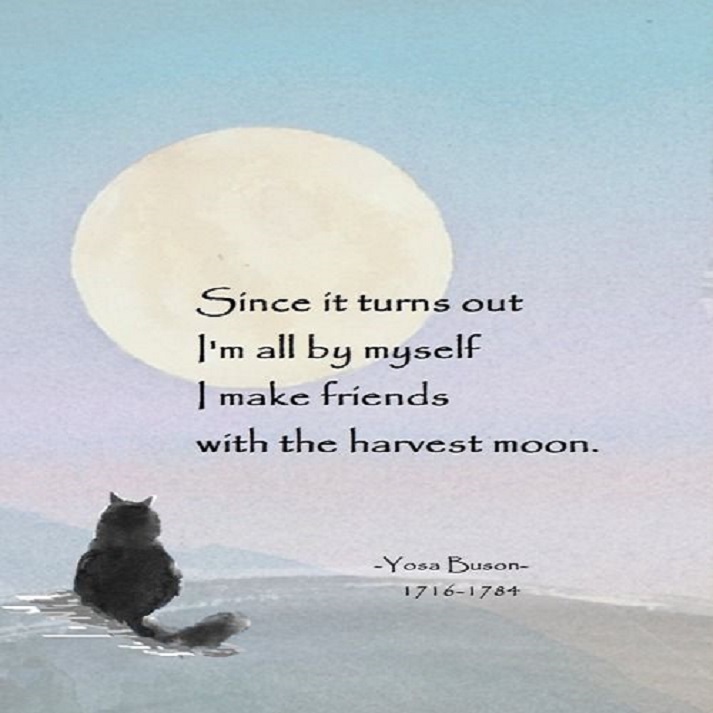 Since it turns out
I'm all by myself
I make friends
with the harvest moon.
-Yosa Buson-
1716-1784